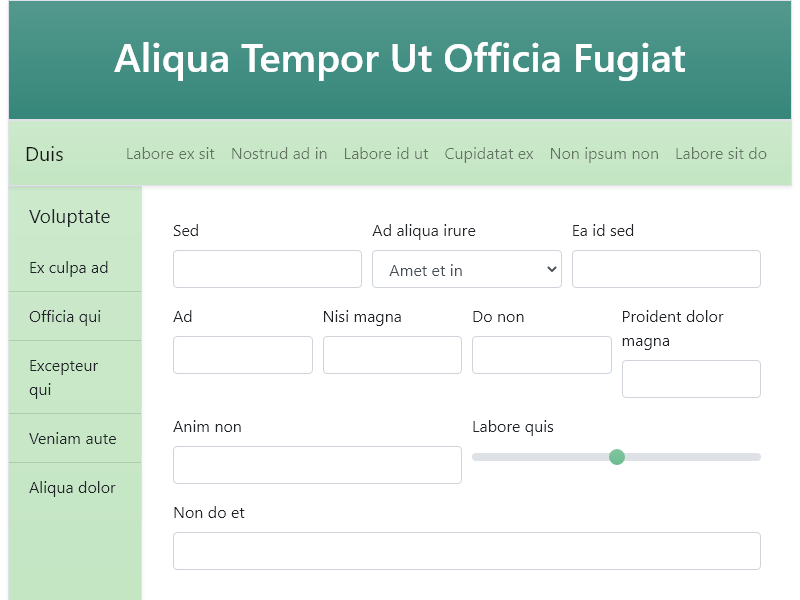 Aliqua Tempor Ut Officia Fugiat
Duis
Labore ex sit
Nostrud ad in
Labore id ut
Cupidatat ex
Non ipsum non
Labore sit do
Voluptate
Ex culpa ad
Officia qui
Excepteur
qui
Veniam aute
Aliqua dolor
Sed
Ad aliqua irure
Amet et in
Ea id sed
Ad
Nisi magna
Do non
Proident dolor
magna
Anim non
Labore quis
Non do et